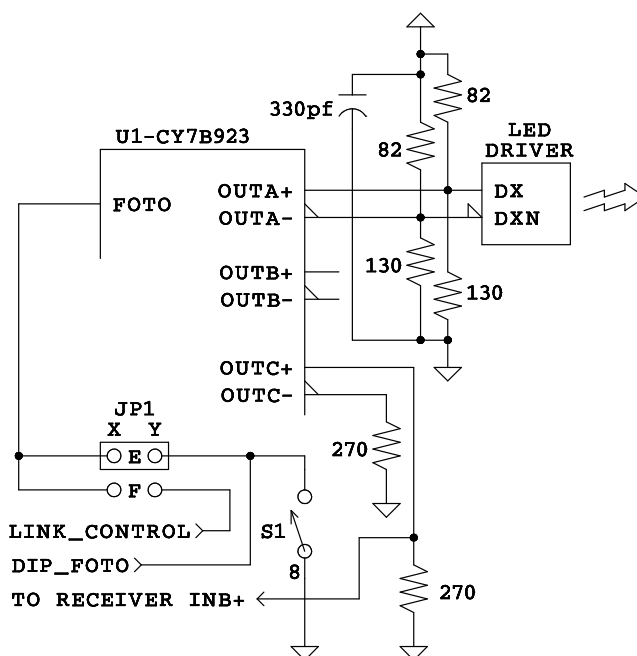 330pf
82
U1-CY7B923
82
LED
DRIVER
FOTO
OUTA+
DX
OUTA-
DXN
OUTB+
130
OUTB-
130
OUTC+
OUTC-
JP1
X Y
270
E
F
LINK_CONTROL
S1
DIP_FOTO
8
TO RECEIVER INB+
270